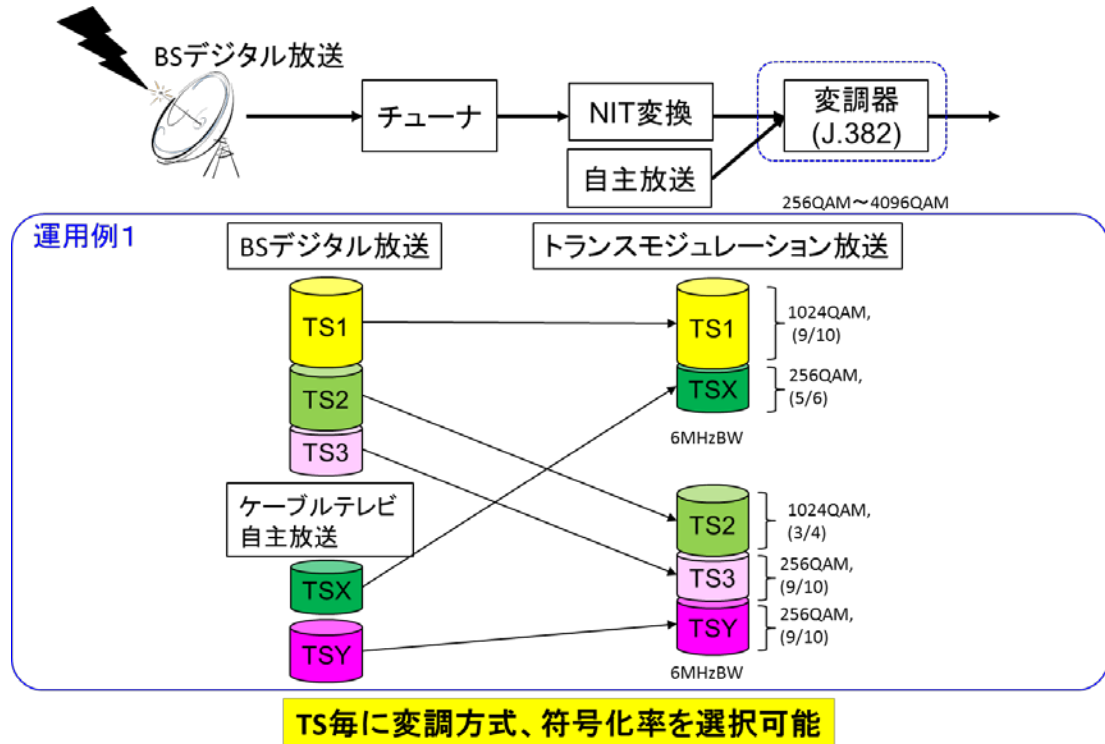 BSデジタル放送
チューナ
NIT変換
自主放送
変調器
(J.382)
256QAM～4096QAM
運用例１
BSデジタル放送
トランスモジュレーション放送
TS1
TS2
TS3
ケーブルテレビ
自主放送
TSX
TSY
TS1
1024QAM,
(9/10)
TSX
256QAM,
(5/6)
6MHzBW
TS2
1024QAM,
(3/4)
TS3
256QAM,
(9/10)
TSY
256QAM,
(9/10)
6MHzBW
TS毎に変調方式、符号化率を選択可能